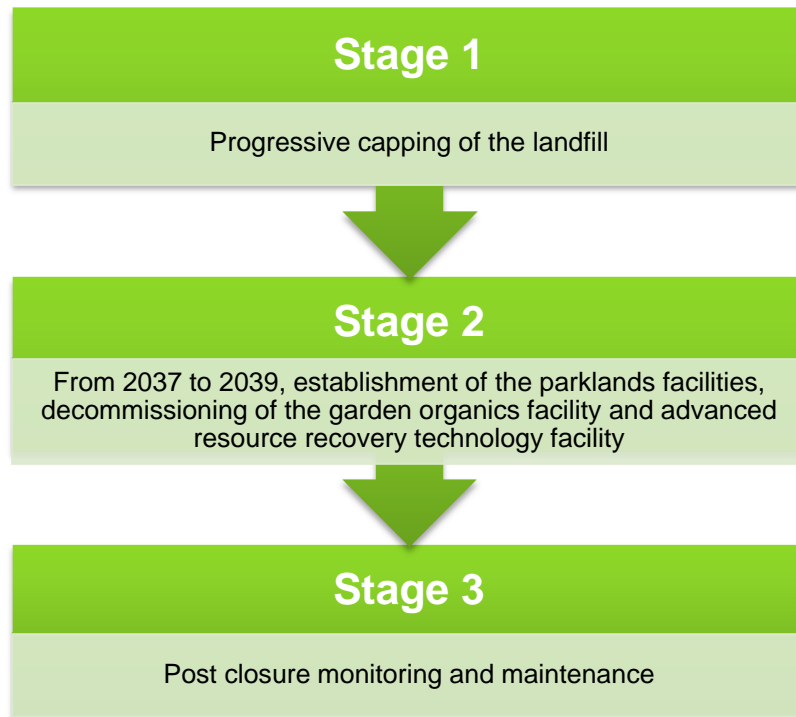 Stage 1
Progressive capping of the landfill
Stage 2
From 2037 to 2039, establishment of the parklands facilities,
decommissioning of the garden organics facility and advanced
resource recovery technology facility
Stage 3
Post closure monitoring and maintenance